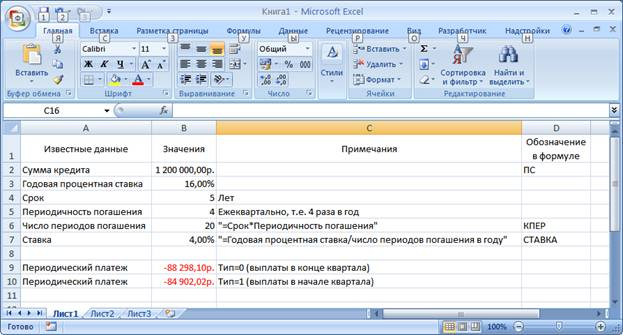 Книга1 - Microsoft Excel
1 2 3
Главная Вставка Разметка страницы Формулы Данные Рецензирование Вид Разработчик Надстройки
Ф Я С З Л Ы Р О Ч Н
Calibri 11 Общий Вставить Σ
Вставить Ж К Ч % 000 Стили Удалить Сортировка и фильтр Найти и выделить
Формат
Буфер обмена Шрифт Выравнивание Число Ячейки Редактирование
C16 fx
A B C D
1 Известные данные Значения Примечания Обозначение в формуле
2 Сумма кредита 1 200 000,00р. ПС
3 Годовая процентная ставка 16,00%
4 Срок 5 Лет
5 Периодичность погашения 4 Ежеквартально, т.е. 4 раза в год
6 Число периодов погашения 20 "=Срок*Периодичность погашения" КПЕР
7 Ставка 4,00% "=Годовая процентная ставка/число периодов погашения в году" СТАВКА
8
9 Периодический платеж -88 298,10р. Тип=0 (выплаты в конце квартала)
10 Периодический платеж -84 902,02р. Тип=1 (выплаты в начале квартала)
11
Лист1 Лист2 Лист3
Готово 100%